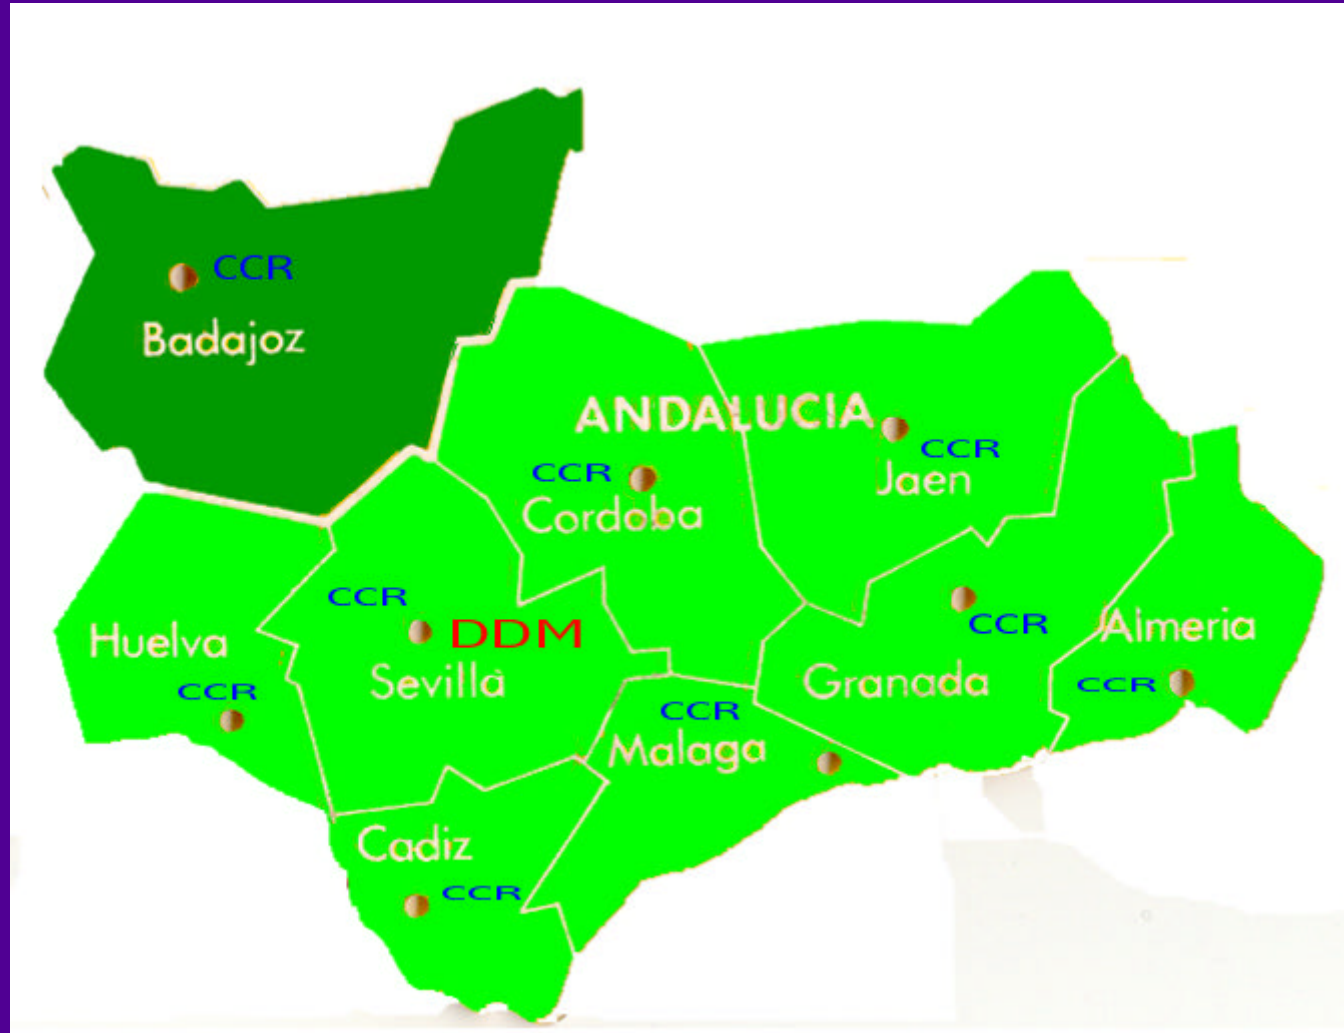 CCR
Badajoz
ANDALUCIA
CCR
Jaen
CCR
Cordoba
CCR
DDM
Sevilla
Huelva
CCR
CCR
Granada
Almeria
CCR
CCR
Malaga
Cadiz
CCR